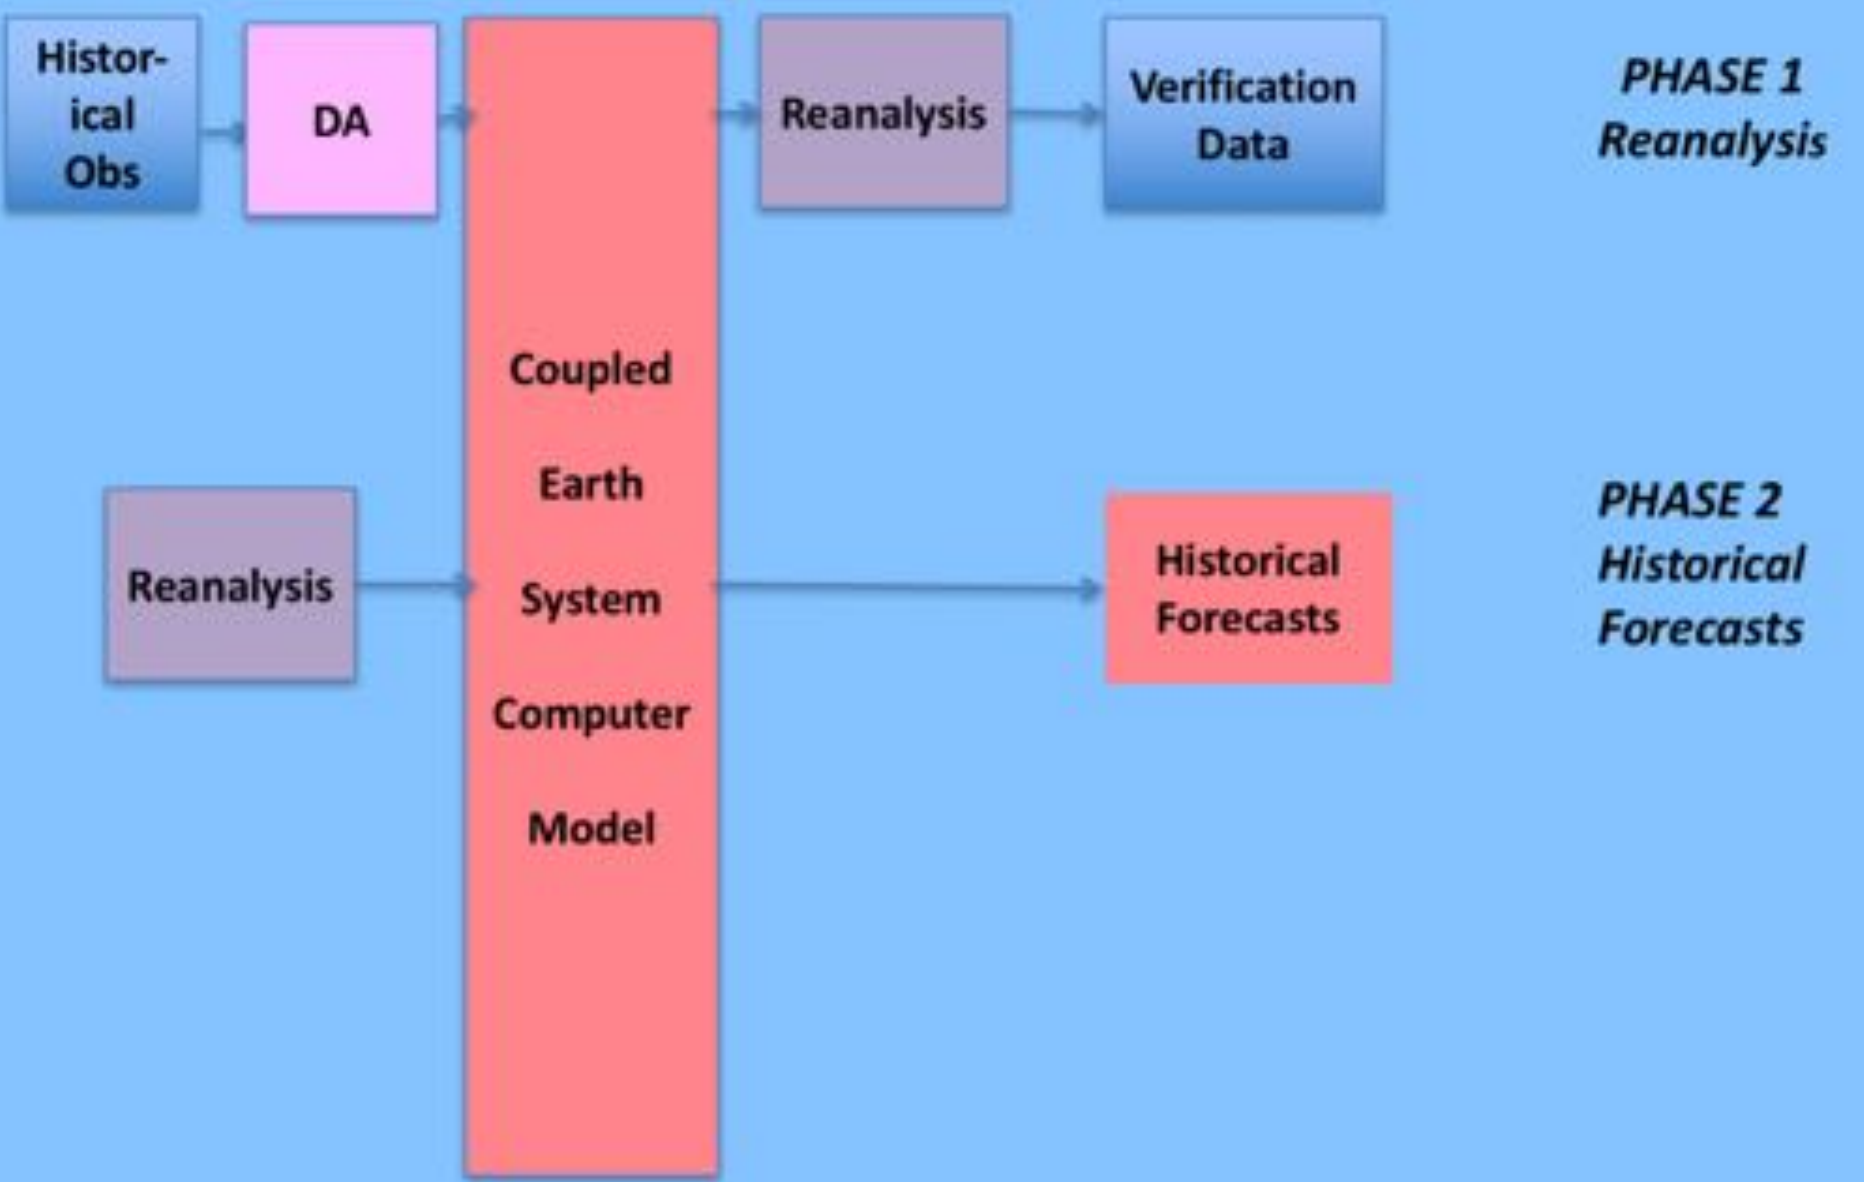 Histor-
ical
Obs
DA
Reanalysis
Verification
Data
PHASE 1
Reanalysis
Coupled
Earth
System
Computer
Model
Reanalysis
Historical
Forecasts
PHASE 2
Historical
Forecasts